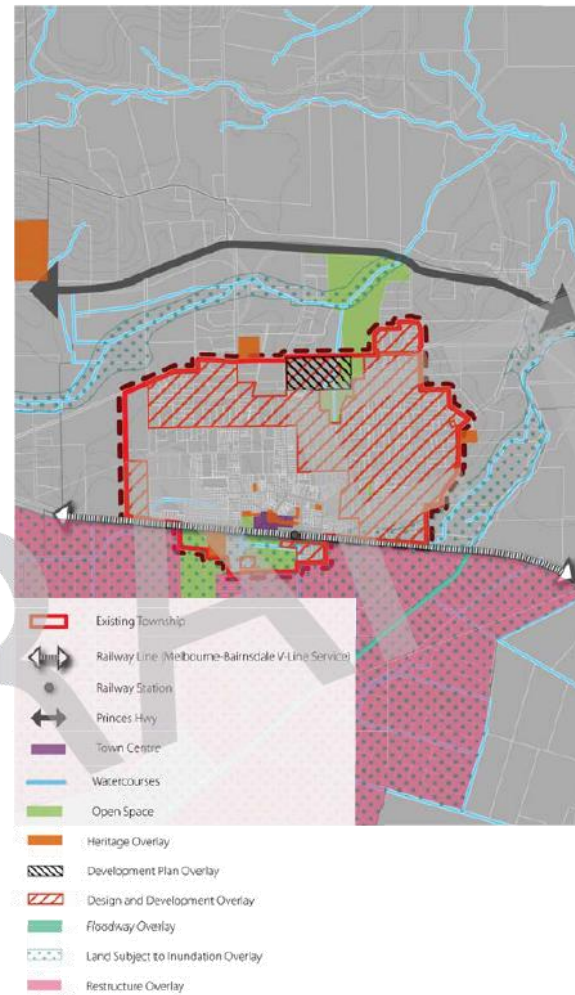 Existing Township
Railway Line (Melbourne-Bairnsdale V-Line Service)
Railway Station
Princes Hwy
Town Centre
Watercourses
Open Space
Heritage Overlay
Development Plan Overlay
Design and Development Overlay
Floodway Overlay
Land Subject to Inundation Overlay
Restructure Overlay